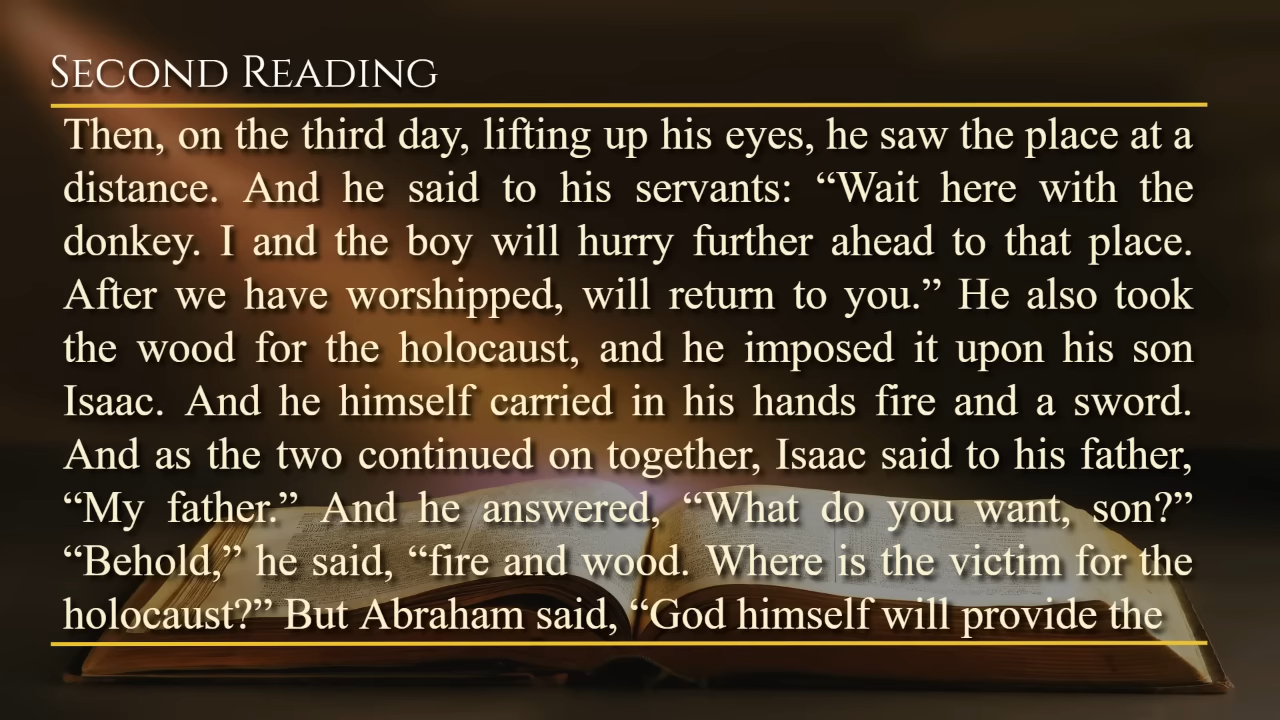 Second Reading
Then, on the third day, lifting up his eyes, he saw the place at a
distance. And he said to his servants: “Wait here with the
donkey. I and the boy will hurry further ahead to that place.
After we have worshipped, will return to you.” He also took
the wood for the holocaust, and he imposed it upon his son
Isaac. And he himself carried in his hands fire and a sword.
And as the two continued on together, Isaac said to his father,
“My father.” And he answered, “What do you want, son?”
“Behold,” he said, “fire and wood. Where is the victim for the
holocaust?” But Abraham said, “God himself will provide the